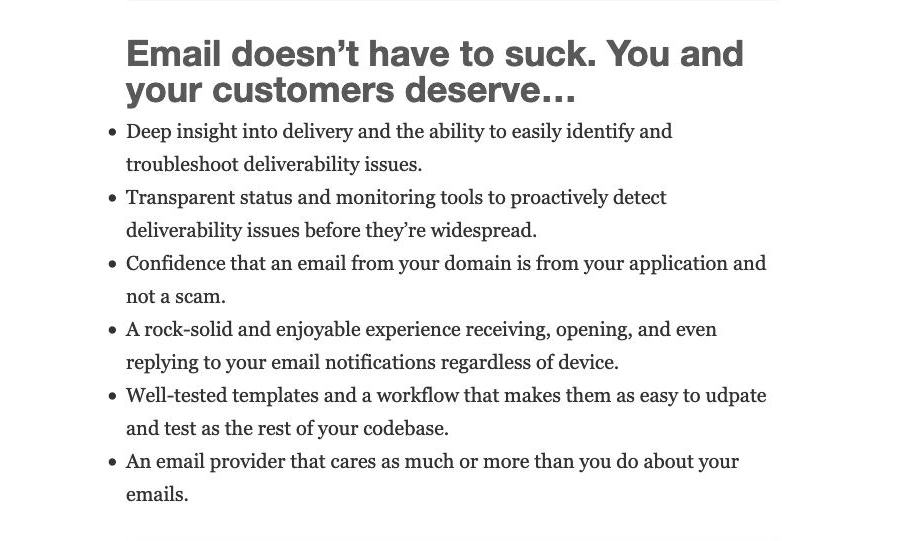 Email doesn’t have to suck. You and
your customers deserve…
• Deep insight into delivery and the ability to easily identify and
troubleshoot deliverability issues.
• Transparent status and monitoring tools to proactively detect
deliverability issues before they’re widespread.
• Confidence that an email from your domain is from your application and
not a scam.
• A rock-solid and enjoyable experience receiving, opening, and even
replying to your email notifications regardless of device.
• Well-tested templates and a workflow that makes them as easy to udpate
and test as the rest of your codebase.
• An email provider that cares as much or more than you do about your
emails.